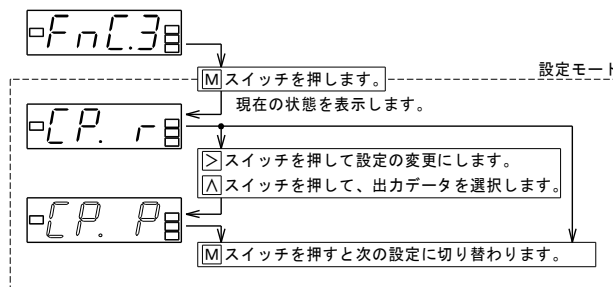 FnC.3
設定モード
Mスイッチを押します。
現在の状態を表示します。
CP. r
>スイッチを押して設定の変更にします。
∧スイッチを押して、出力データを選択します。
CP. P
Mスイッチを押すと次の設定に切り替わります。